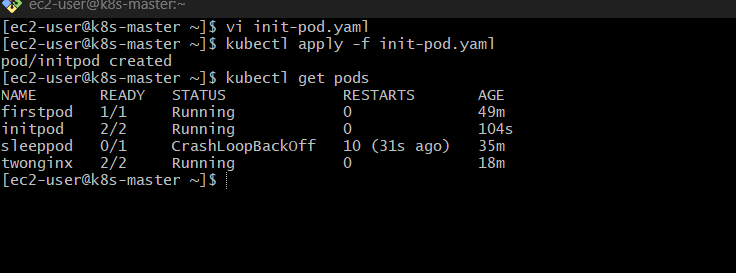 ec2-user@k8s-master:~
[ec2-user@k8s-master ~]$ vi init-pod.yaml
[ec2-user@k8s-master ~]$ kubectl apply -f init-pod.yaml
pod/initpod created
[ec2-user@k8s-master ~]$ kubectl get pods
NAME READY STATUS RESTARTS AGE
firstpod 1/1 Running 0 49m
initpod 2/2 Running 0 104s
sleeppod 0/1 CrashLoopBackOff 10 (31s ago) 35m
twonginx 2/2 Running 0 18m
[ec2-user@k8s-master ~]$